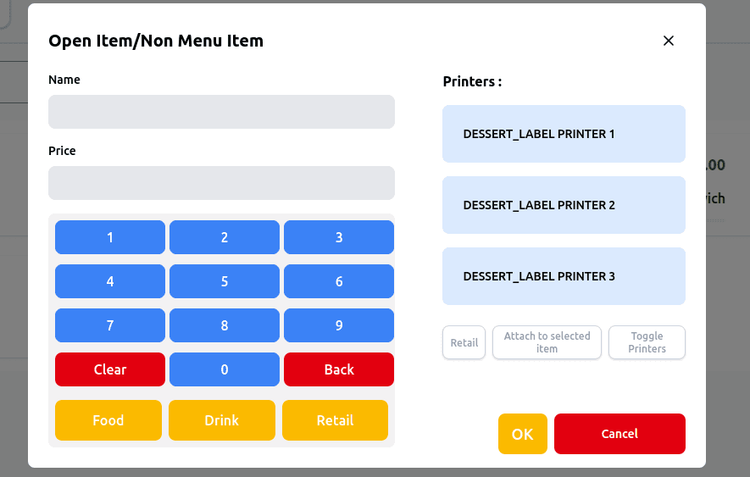 Open Item/Non Menu Item
Name
Price
1 2 3
4 5 6
7 8 9
Clear 0 Back
Food Drink Retail
Printers :
DESSERT_LABEL PRINTER 1
DESSERT_LABEL PRINTER 2
DESSERT_LABEL PRINTER 3
Retail
Attach to selected
item
Toggle
Printers
OK Cancel
.00